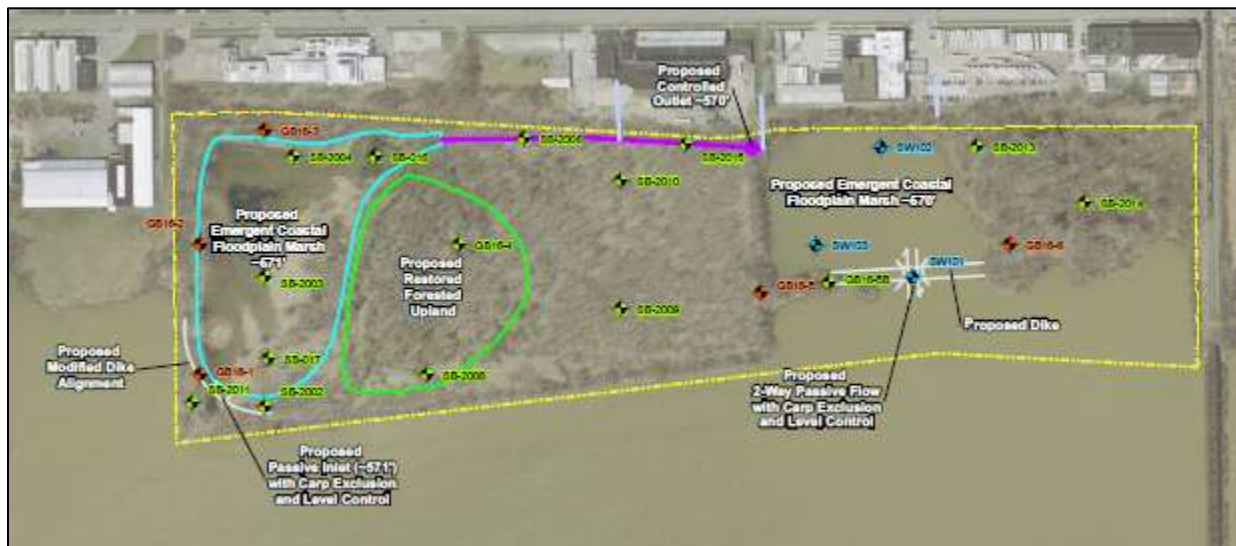 Proposed
Controlled
Outlet ~570'
GB16-3
SB-2004
SB-016
SB-2006
SB-2015
SW102
SB-2013
SB-2010
Proposed Emergent Coastal
Floodplain Marsh ~570'
SB-2014
GB16-2
Proposed
Emergent Coastal
Floodplain Marsh
~571'
GB16-4
SW103
GB16-6
SB-2003
Proposed
Restored
Forested
Upland
SW101
GB16-5
GB16-5B
SB-2009
Proposed Dike
Proposed
Modified Dike
Alignment
SB-017
GB16-1
SB-2011
SB-2002
SB-2008
Proposed
2-Way Passive Flow
with Carp Exclusion
and Level Control
Proposed
Passive Inlet (~571')
with Carp Exclusion
and Level Control